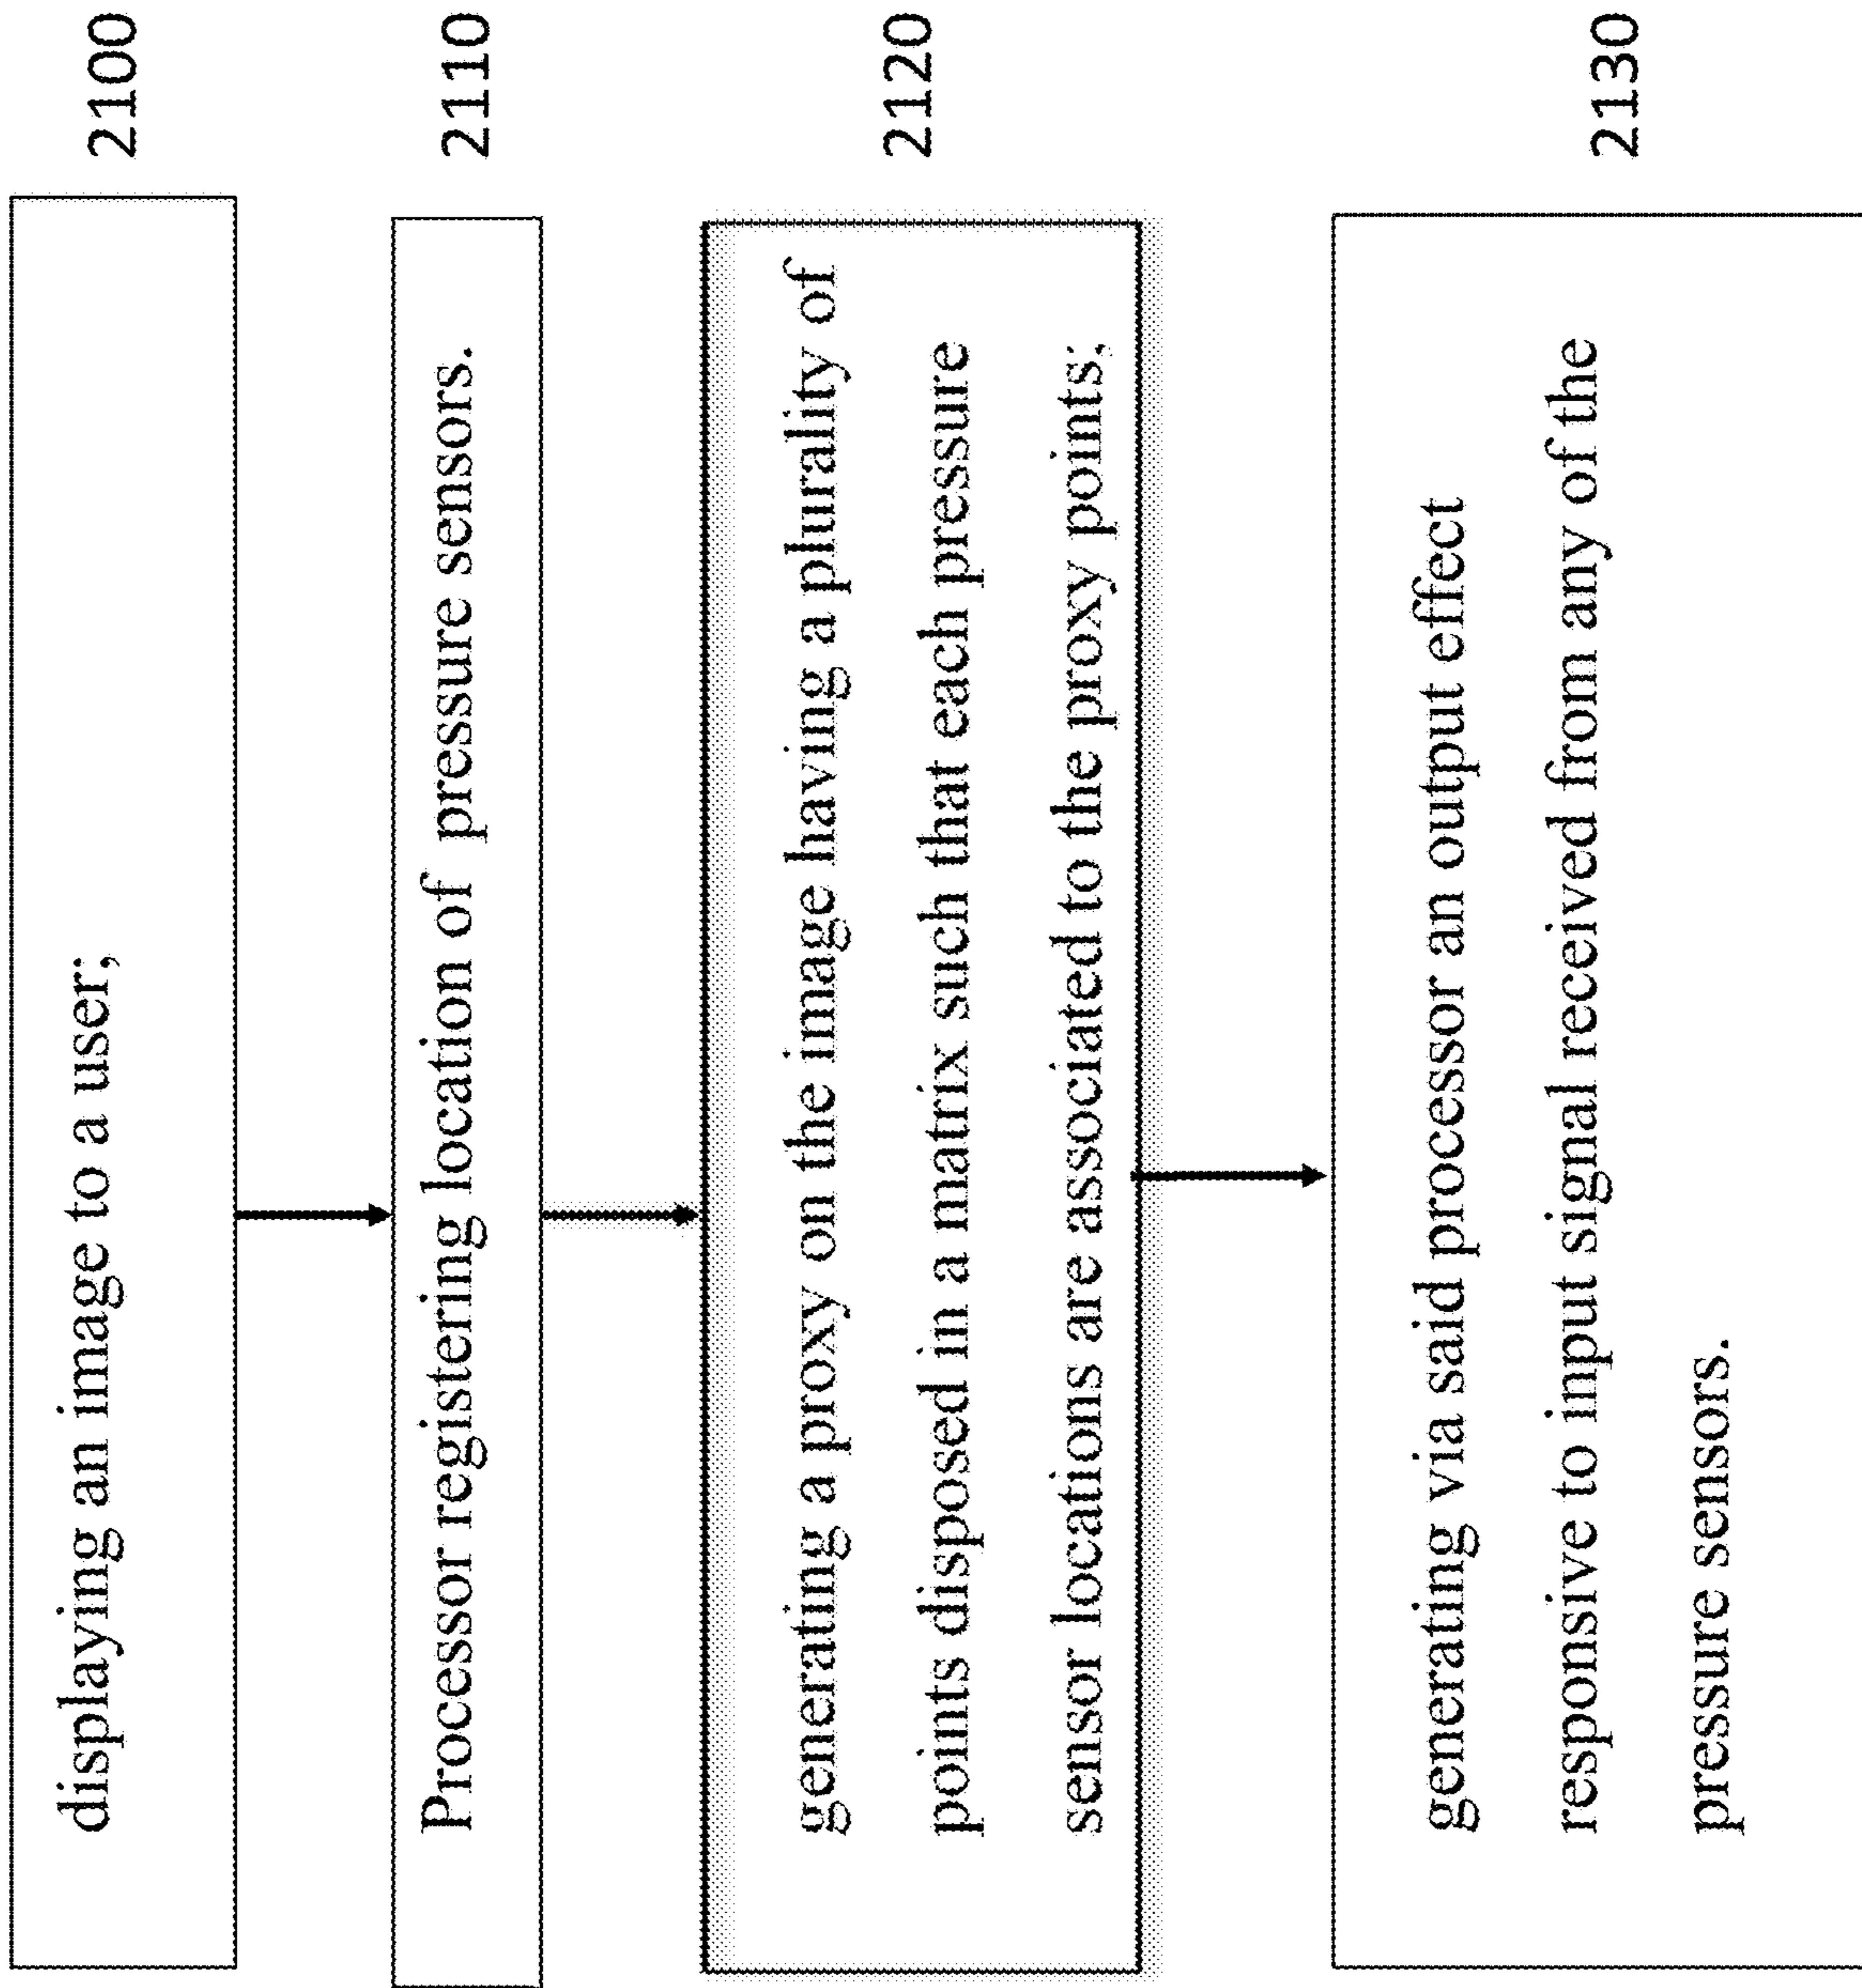 displaying an image to a user;
2100
Processor registering location of pressure sensors.
2110
generating a proxy on the image having a plurality of
points disposed in a matrix such that each pressure
sensor locations are associated to the proxy points;
2120
generating via said processor an output effect
responsive to input signal received from any of the
pressure sensors.
2130